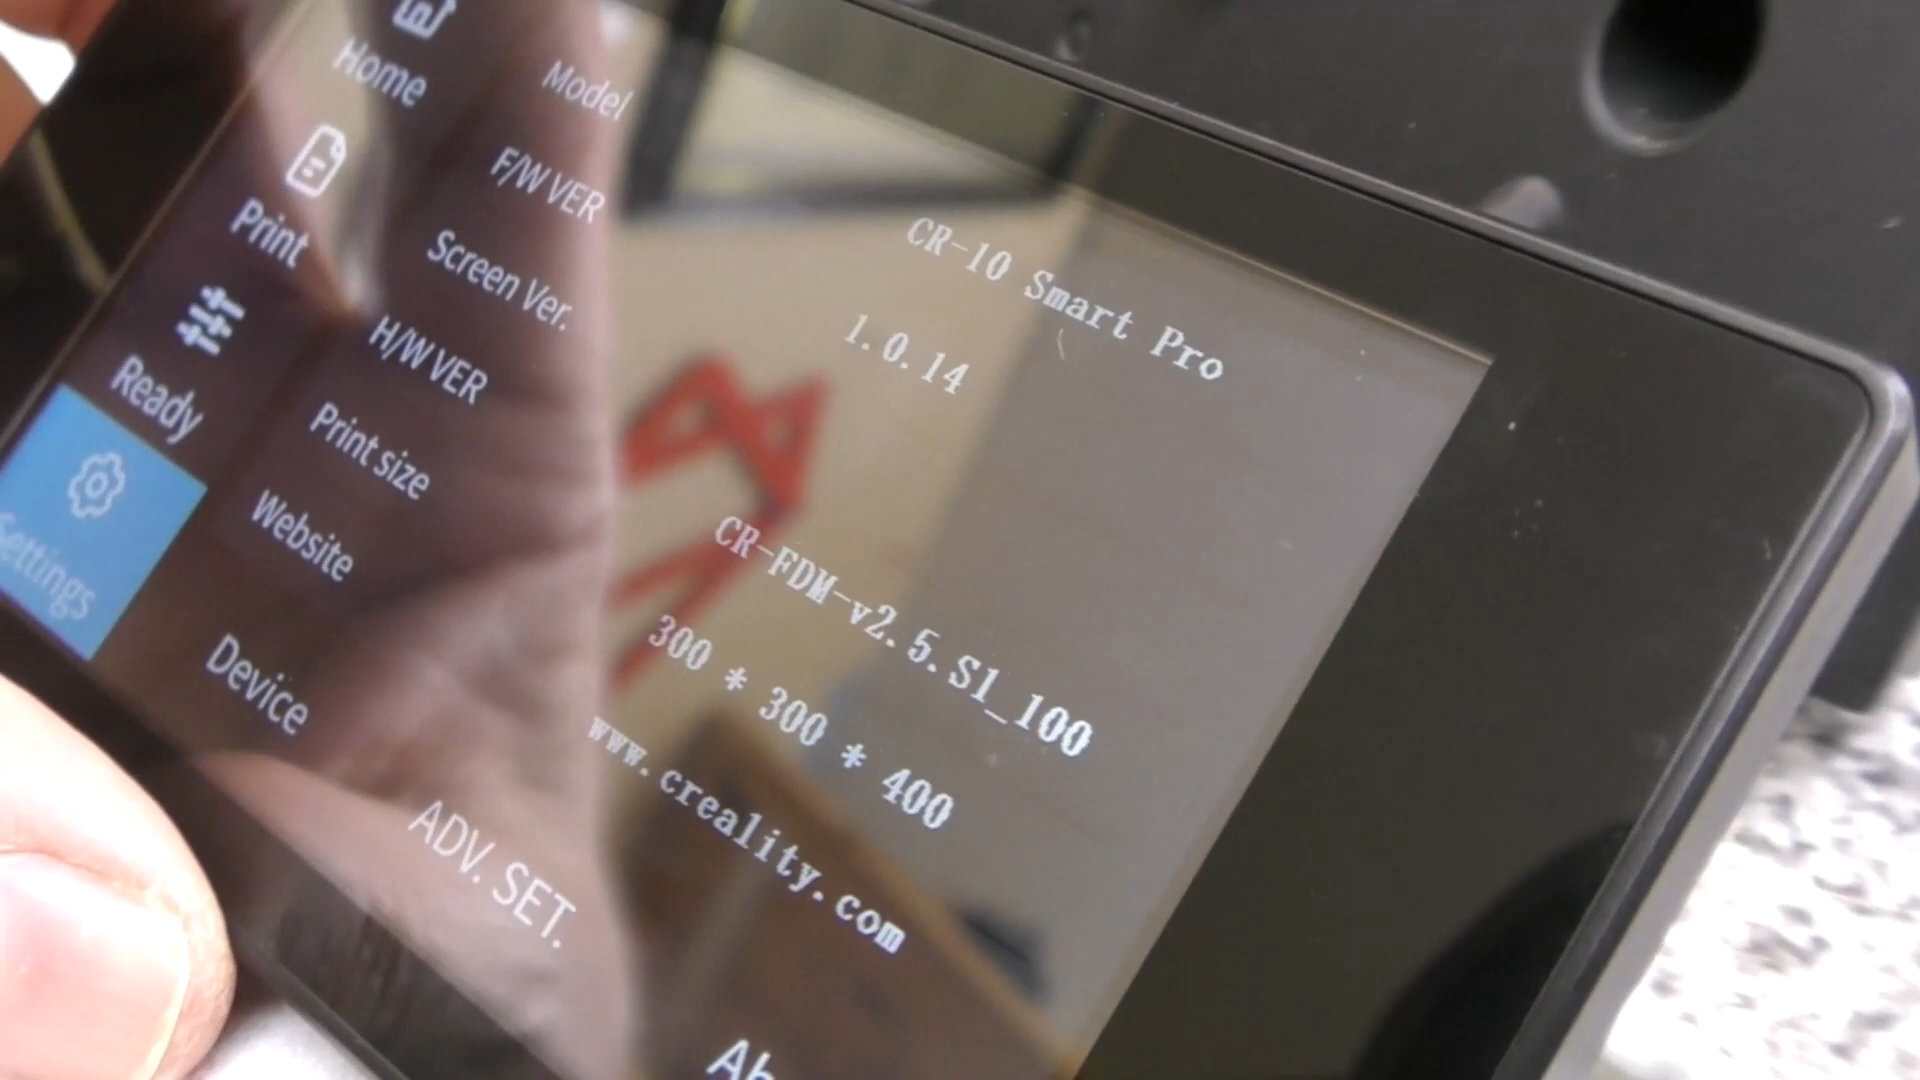 Home
Print
Ready
Settings
Model CR-10 Smart Pro
F/W VER 1.0.14
Screen Ver.
H/W VER CR-FDM-v2.5.S1_100
Print size 300 * 300 * 400
Website www.creality.com
Device
ADV. SET.